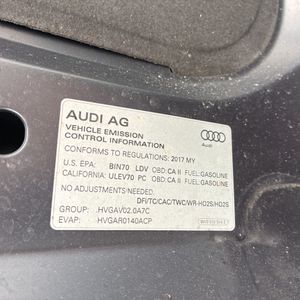 AUDI AG
VEHICLE EMISSION
CONTROL INFORMATION
Audi
CONFORMS TO REGULATIONS: 2017 MY
U.S. EPA: BIN70 LDV OBD:CA II FUEL:GASOLINE
CALIFORNIA: ULEV70 PC OBD:CA II FUEL:GASOLINE
NO ADJUSTMENTS NEEDED.
DFI/TC/CAC/TWC/WR-HO2S/HO2S
GROUP: HVGAV02.0A7C
EVAP: HVGAR0140ACP